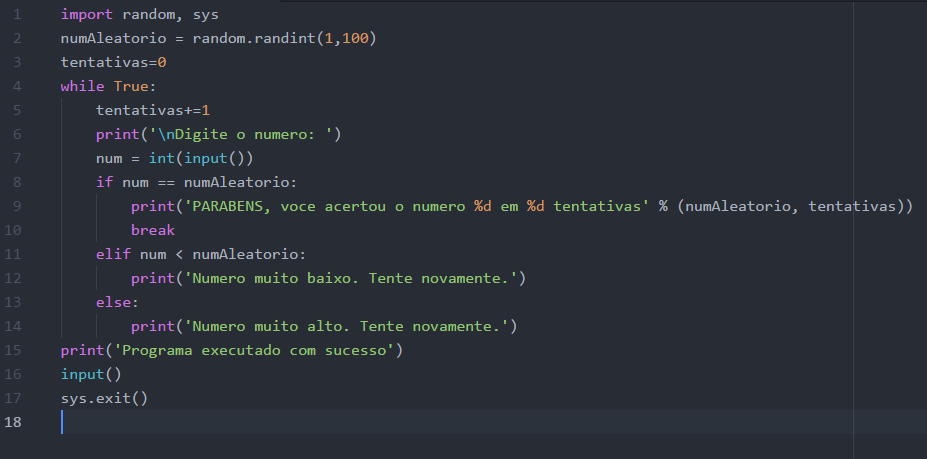 1 import random, sys
2 numAleatorio = random.randint(1,100)
3 tentativas=0
4 while True:
5     tentativas+=1
6     print('\nDigite o numero: ')
7     num = int(input())
8     if num == numAleatorio:
9         print('PARABENS, voce acertou o numero %d em %d tentativas' % (numAleatorio, tentativas))
10         break
11     elif num < numAleatorio:
12         print('Numero muito baixo. Tente novamente.')
13     else:
14         print('Numero muito alto. Tente novamente.')
15 print('Programa executado com sucesso')
16 input()
17 sys.exit()
18